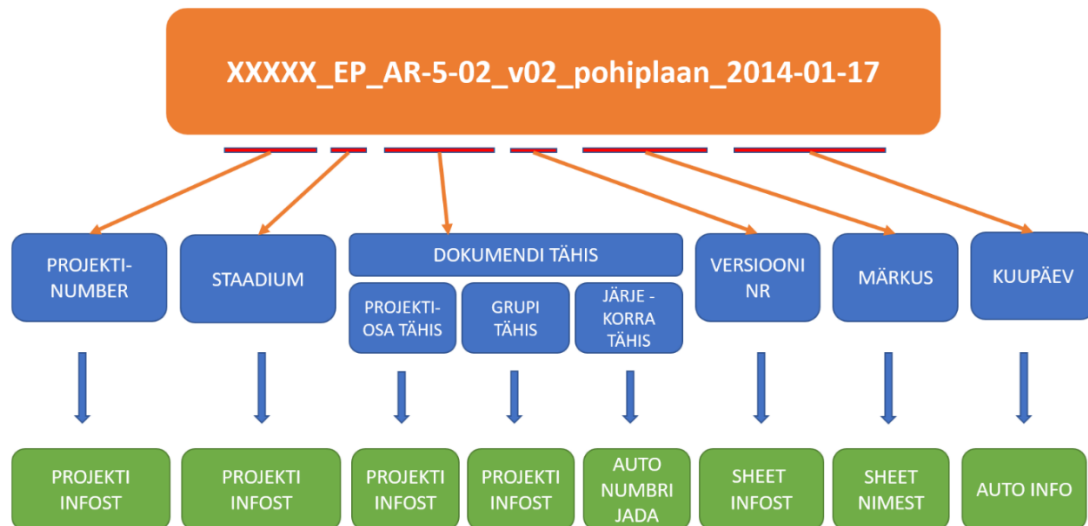 XXXXX_EP_AR-5-02_v02_pohiplaan_2014-01-17
PROJEKTI-
NUMBER
STAADIUM
DOKUMENDI TÄHIS
PROJEKTI-
OSA TÄHIS
GRUPI
TÄHIS
JÄRJE -
KORRA
TÄHIS
VERSIOONI
NR
MÄRKUS
KUUPÄEV
PROJEKTI
INFOST
PROJEKTI
INFOST
PROJEKTI
INFOST
PROJEKTI
INFOST
AUTO
NUMBRI
JADA
SHEET
INFOST
SHEET
NIMEST
AUTO INFO